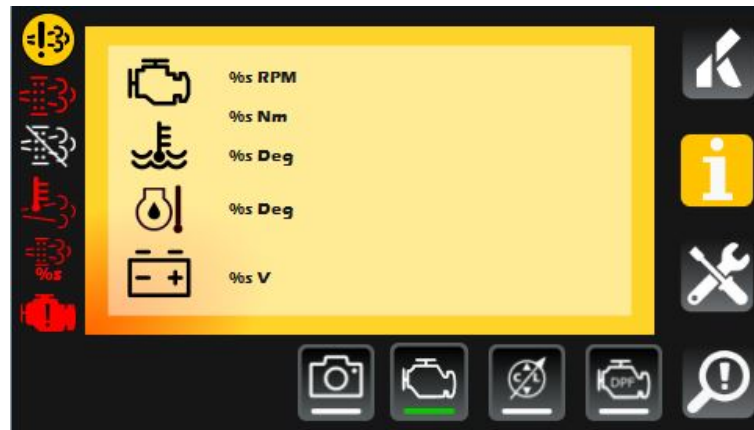 %s RPM
%s Nm
%s Deg
%s Deg
%s V
%s
C L
DPF